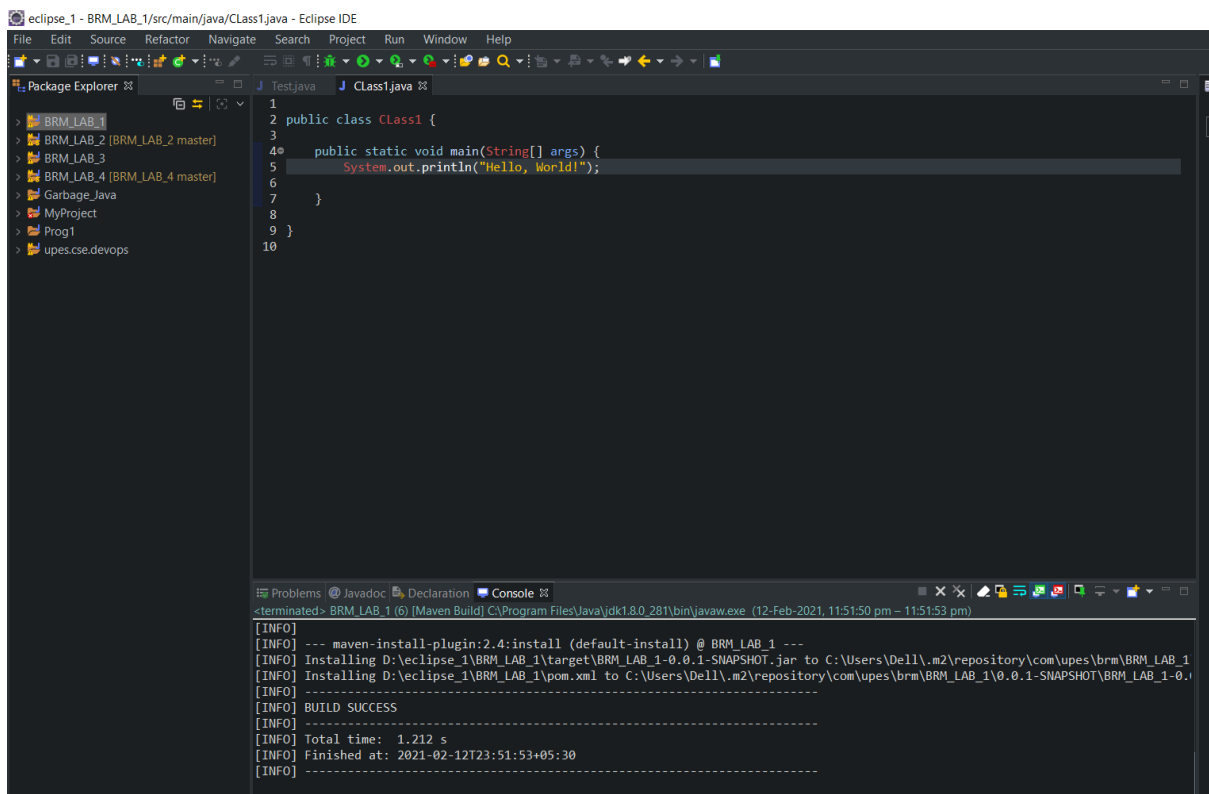 eclipse_1 - BRM_LAB_1/src/main/java/CLass1.java - Eclipse IDE
File Edit Source Refactor Navigate Search Project Run Window Help
Package Explorer
Test.java CLass1.java
BRM_LAB_1
BRM_LAB_2 [BRM_LAB_2 master]
BRM_LAB_3
BRM_LAB_4 [BRM_LAB_4 master]
Garbage_Java
MyProject
Prog1
upes.cse.devops
1
2 public class CLass1 {
3
4 public static void main(String[] args) {
5 System.out.println("Hello, World!");
6
7 }
8
9 }
10
Problems @ Javadoc Declaration Console
<terminated> BRM_LAB_1 (6) [Maven Build] C:\Program Files\Java\jdk1.8.0_281\bin\javaw.exe (12-Feb-2021, 11:51:50 pm – 11:51:53 pm)
[INFO]
[INFO] --- maven-install-plugin:2.4:install (default-install) @ BRM_LAB_1 ---
[INFO] Installing D:\eclipse_1\BRM_LAB_1\target\BRM_LAB_1-0.0.1-SNAPSHOT.jar to C:\Users\Dell\.m2\repository\com\upes\brm\BRM_LAB_1
[INFO] Installing D:\eclipse_1\BRM_LAB_1\pom.xml to C:\Users\Dell\.m2\repository\com\upes\brm\BRM_LAB_1\0.0.1-SNAPSHOT\BRM_LAB_1-0.
[INFO] ------------------------------------------------------------------------
[INFO] BUILD SUCCESS
[INFO] ------------------------------------------------------------------------
[INFO] Total time: 1.212 s
[INFO] Finished at: 2021-02-12T23:51:53+05:30
[INFO] ------------------------------------------------------------------------